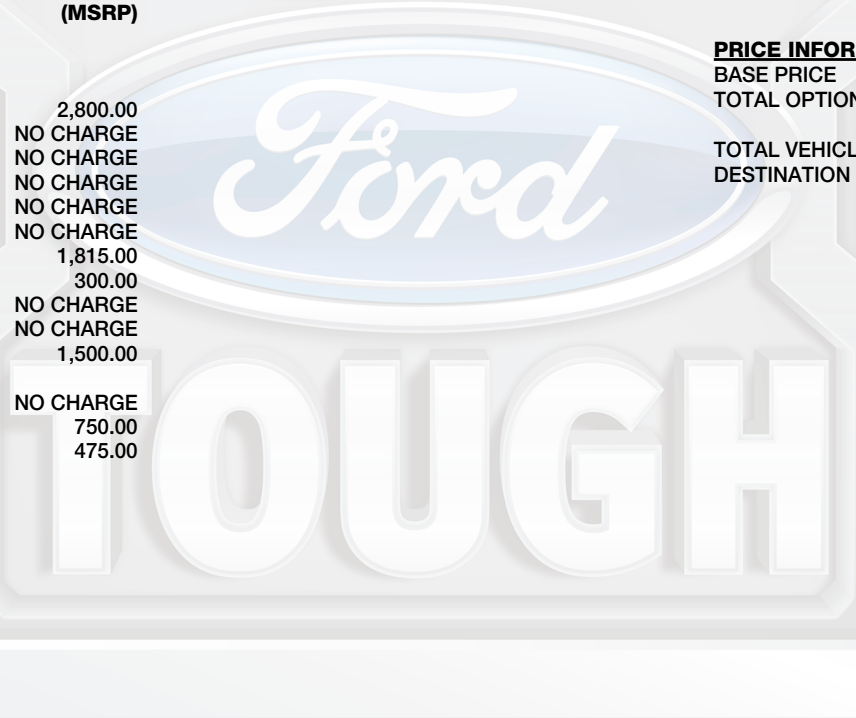 (MSRP)
2,800.00
NO CHARGE
NO CHARGE
NO CHARGE
NO CHARGE
NO CHARGE
1,815.00
300.00
NO CHARGE
NO CHARGE
1,500.00
NO CHARGE
750.00
475.00
PRICE INFOR
BASE PRICE
TOTAL OPTION
TOTAL VEHICL
DESTINATION
Ford
TOUGH